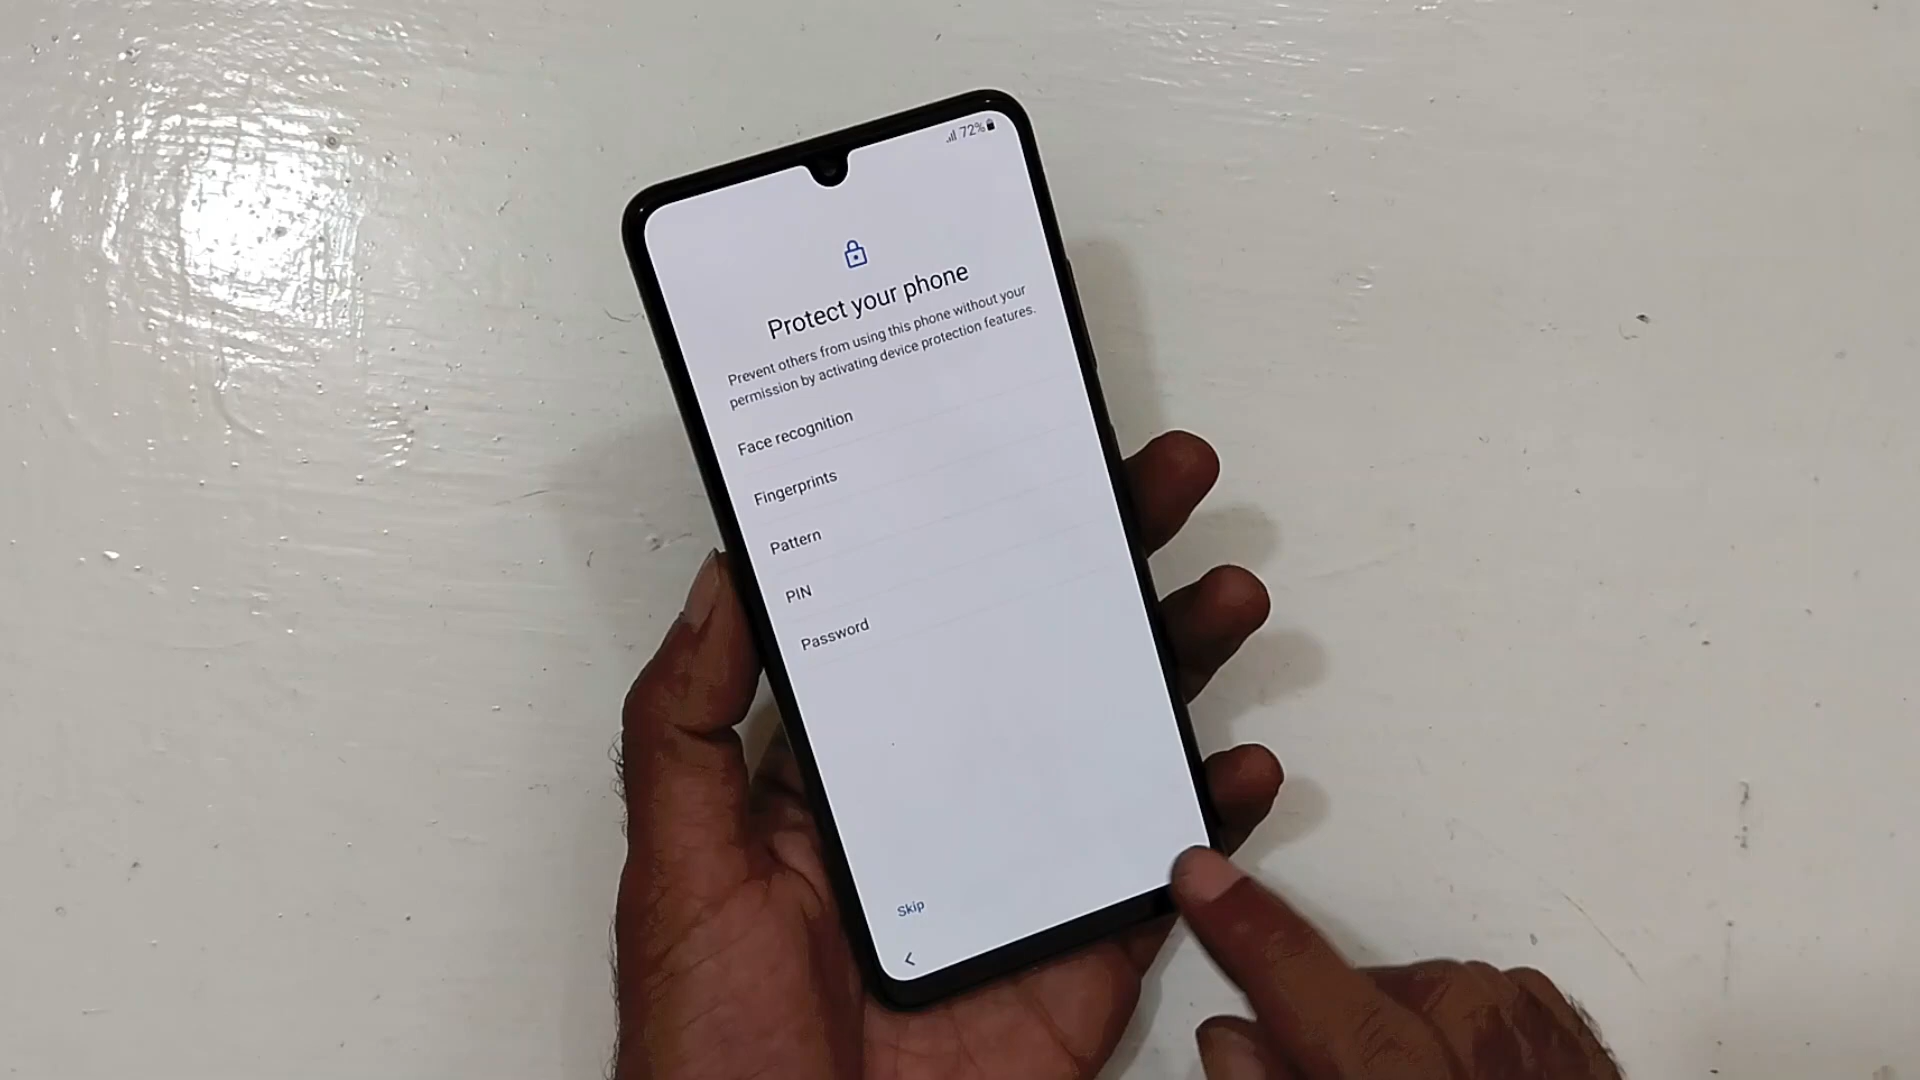 72%
Protect your phone
Prevent others from using this phone without your
permission by activating device protection features.
Face recognition
Fingerprints
Pattern
PIN
Password
Skip